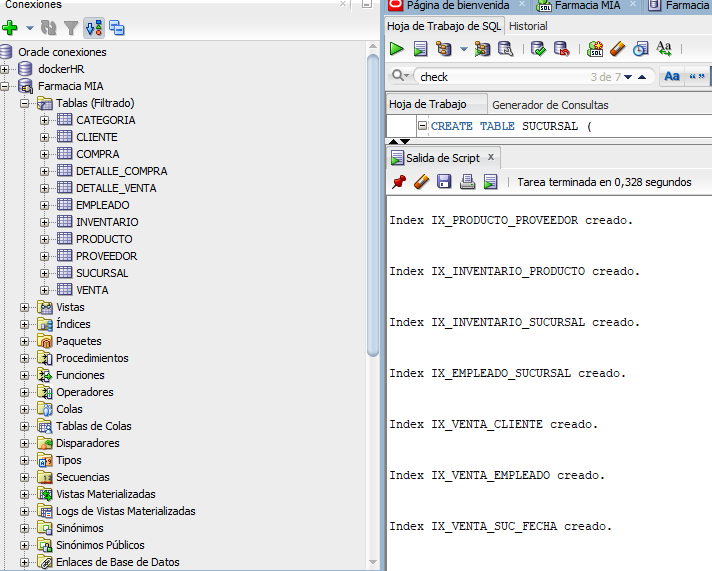 Conexiones
Oracle conexiones
dockerHR
Farmacia MIA
Tablas (Filtrado)
CATEGORIA
CLIENTE
COMPRA
DETALLE_COMPRA
DETALLE_VENTA
EMPLEADO
INVENTARIO
PRODUCTO
PROVEEDOR
SUCURSAL
VENTA
Vistas
Índices
Paquetes
Procedimientos
Funciones
Operadores
Colas
Tablas de Colas
Disparadores
Tipos
Secuencias
Vistas Materializadas
Logs de Vistas Materializadas
Sinónimos
Sinónimos Públicos
Enlaces de Base de Datos
Página de bienvenida
Farmacia MIA
Farmacia
Hoja de Trabajo de SQL
Historial
check
3 de 7
Aa
Hoja de Trabajo
Generador de Consultas
CREATE TABLE SUCURSAL (
Salida de Script x
Tarea terminada en 0,328 segundos
Index IX_PRODUCTO_PROVEEDOR creado.
Index IX_INVENTARIO_PRODUCTO creado.
Index IX_INVENTARIO_SUCURSAL creado.
Index IX_EMPLEADO_SUCURSAL creado.
Index IX_VENTA_CLIENTE creado.
Index IX_VENTA_EMPLEADO creado.
Index IX_VENTA_SUC_FECHA creado.